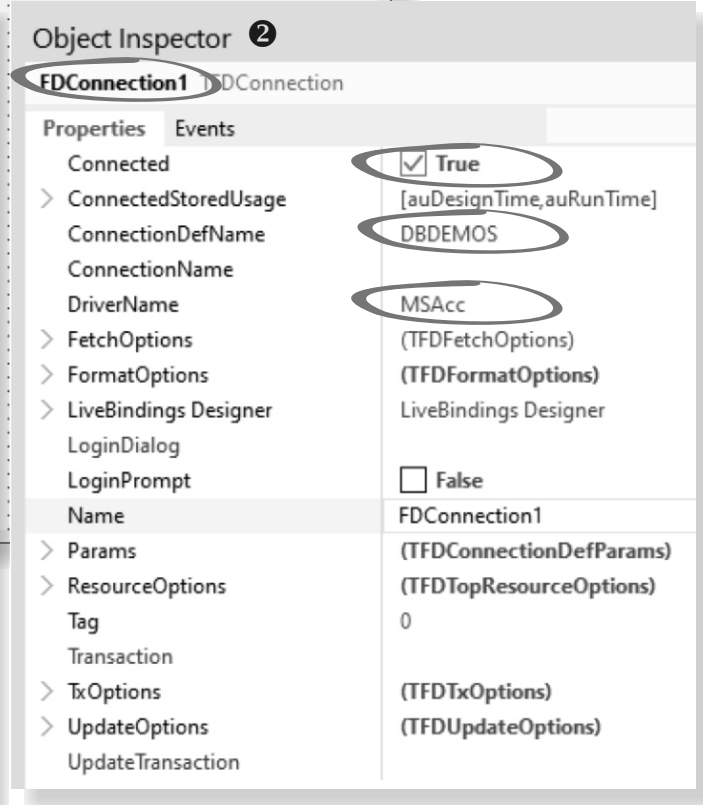 Object Inspector ❷
FDConnection1 TFDConnection
Properties Events
Connected True
ConnectedStoredUsage [auDesignTime,auRunTime]
ConnectionDefName DBDEMOS
ConnectionName
DriverName MSAcc
FetchOptions (TFDFetchOptions)
FormatOptions (TFDFormatOptions)
LiveBindings Designer LiveBindings Designer
LoginDialog
LoginPrompt False
Name FDConnection1
Params (TFDConnectionDefParams)
ResourceOptions (TFDTopResourceOptions)
Tag 0
Transaction
TxOptions (TFDTxOptions)
UpdateOptions (TFDUpdateOptions)
UpdateTransaction